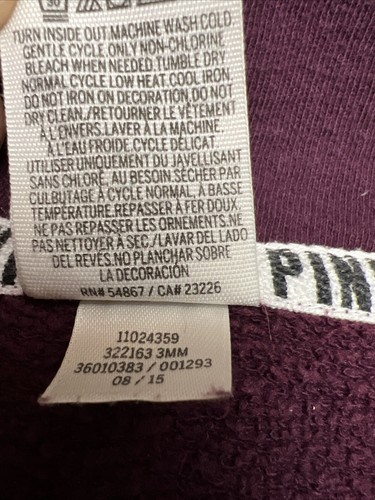 30
TURN INSIDE OUT.MACHINE WASH COLD
GENTLE CYCLE.ONLY NON-CHLORINE
BLEACH WHEN NEEDED.TUMBLE DRY
NORMAL CYCLE LOW HEAT.COOL IRON.
DO NOT IRON ON DECORATION.DO NOT
DRY CLEAN./RETOURNER LE VÊTEMENT
À L'ENVERS.LAVER À LA MACHINE,
À L'EAU FROIDE.CYCLE DÉLICAT.
UTILISER UNIQUEMENT DU JAVELLISANT
SANS CHLORE, AU BESOIN.SÉCHER PAR
CULBUTAGE À CYCLE NORMAL, À BASSE
TEMPÉRATURE.REPASSER À FER DOUX.
NE PAS REPASSER LES ORNEMENTS.NE
PAS NETTOYER À SEC./LAVAR DEL LADO
DEL REVÉS.NO PLANCHAR SOBRE
LA DECORACIÓN
RN# 54867 / CA# 23226
PIN
11024359
322163 3MM
36010383 / 001293
08 / 15